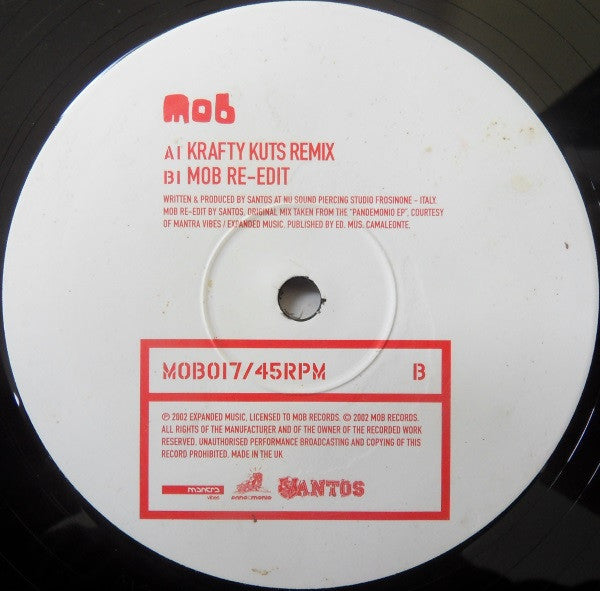 mob
A1 KRAFTY KUTS REMIX
B1 MOB RE-EDIT
WRITTEN & PRODUCED BY SANTOS AT NU SOUND PIERCING STUDIO FROSINONE - ITALY.
MOB RE-EDIT BY SANTOS. ORIGINAL MIX TAKEN FROM THE "PANDEMONIO EP", COURTESY
OF MANTRA VIBES / EXPANDED MUSIC. PUBLISHED BY ED. MUS. CAMALEONTE.
MOB017/45RPM B
℗ 2002 EXPANDED MUSIC, LICENSED TO MOB RECORDS. © 2002 MOB RECORDS.
ALL RIGHTS OF THE MANUFACTURER AND OF THE OWNER OF THE RECORDED WORK
RESERVED. UNAUTHORISED PERFORMANCE BROADCASTING AND COPYING OF THIS
RECORD PROHIBITED. MADE IN THE UK
mantra
VIBES
pandemonio
SANTOS